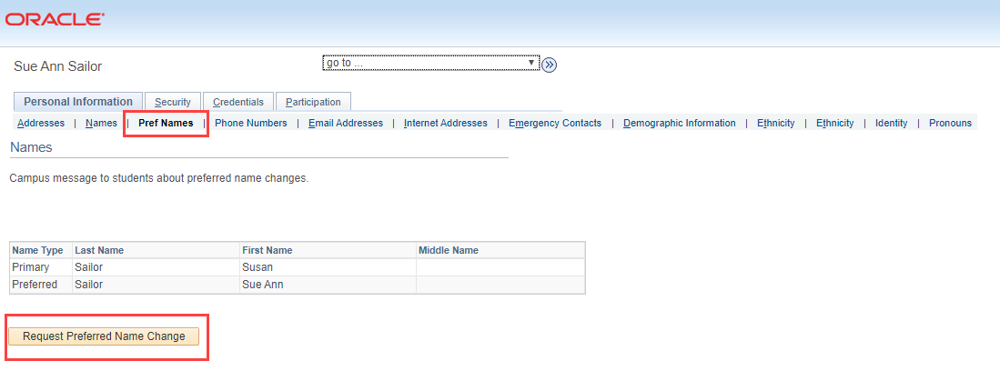 ORACLE
Sue Ann Sailor
go to ...
Personal Information Security Credentials Participation
Addresses | Names | Pref Names | Phone Numbers | Email Addresses | Internet Addresses | Emergency Contacts | Demographic Information | Ethnicity | Ethnicity | Identity | Pronouns
Names
Campus message to students about preferred name changes.
Name Type Last Name First Name Middle Name
Primary Sailor Susan
Preferred Sailor Sue Ann
Request Preferred Name Change